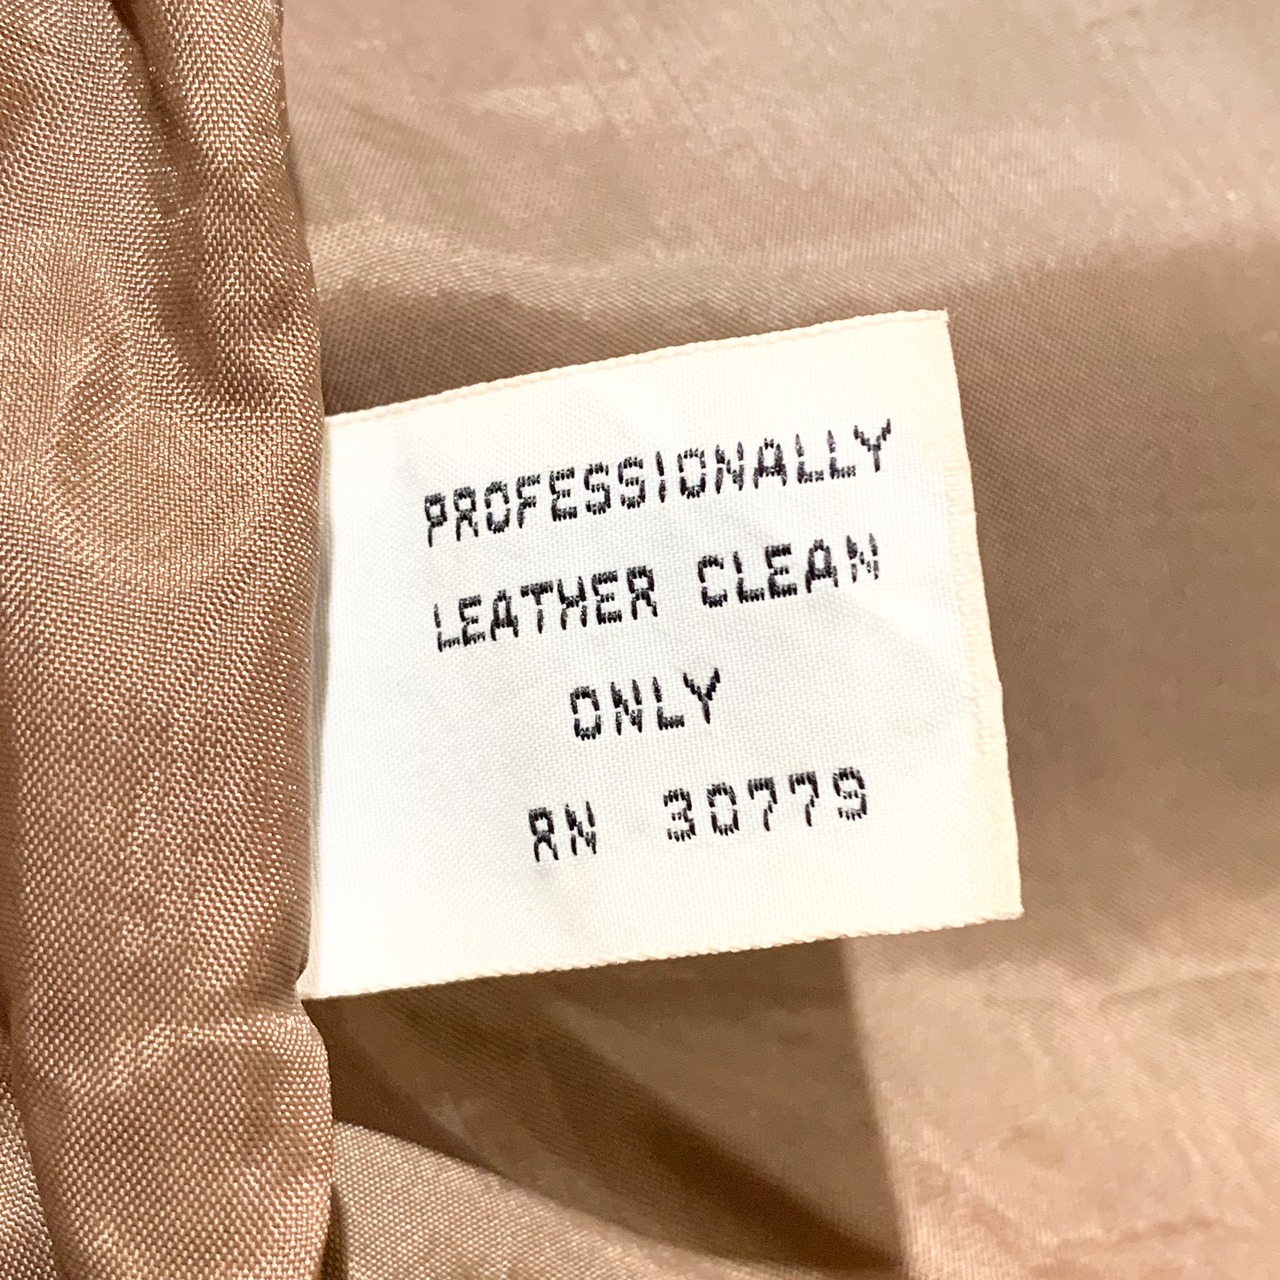 PROFESSIONALLY
LEATHER CLEAN
ONLY
RN 30779